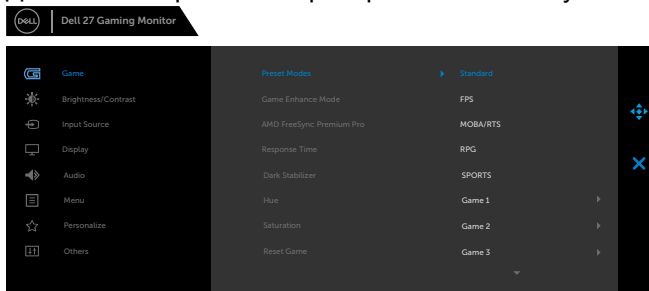 DELL Dell 27 Gaming Monitor
Game Preset Modes Standard
Brightness/Contrast Game Enhance Mode FPS
Input Source AMD FreeSync Premium Pro MOBA/RTS
Display Response Time RPG
Audio Dark Stabilizer SPORTS
Menu Hue Game 1
Personalize Saturation Game 2
Others Reset Game Game 3